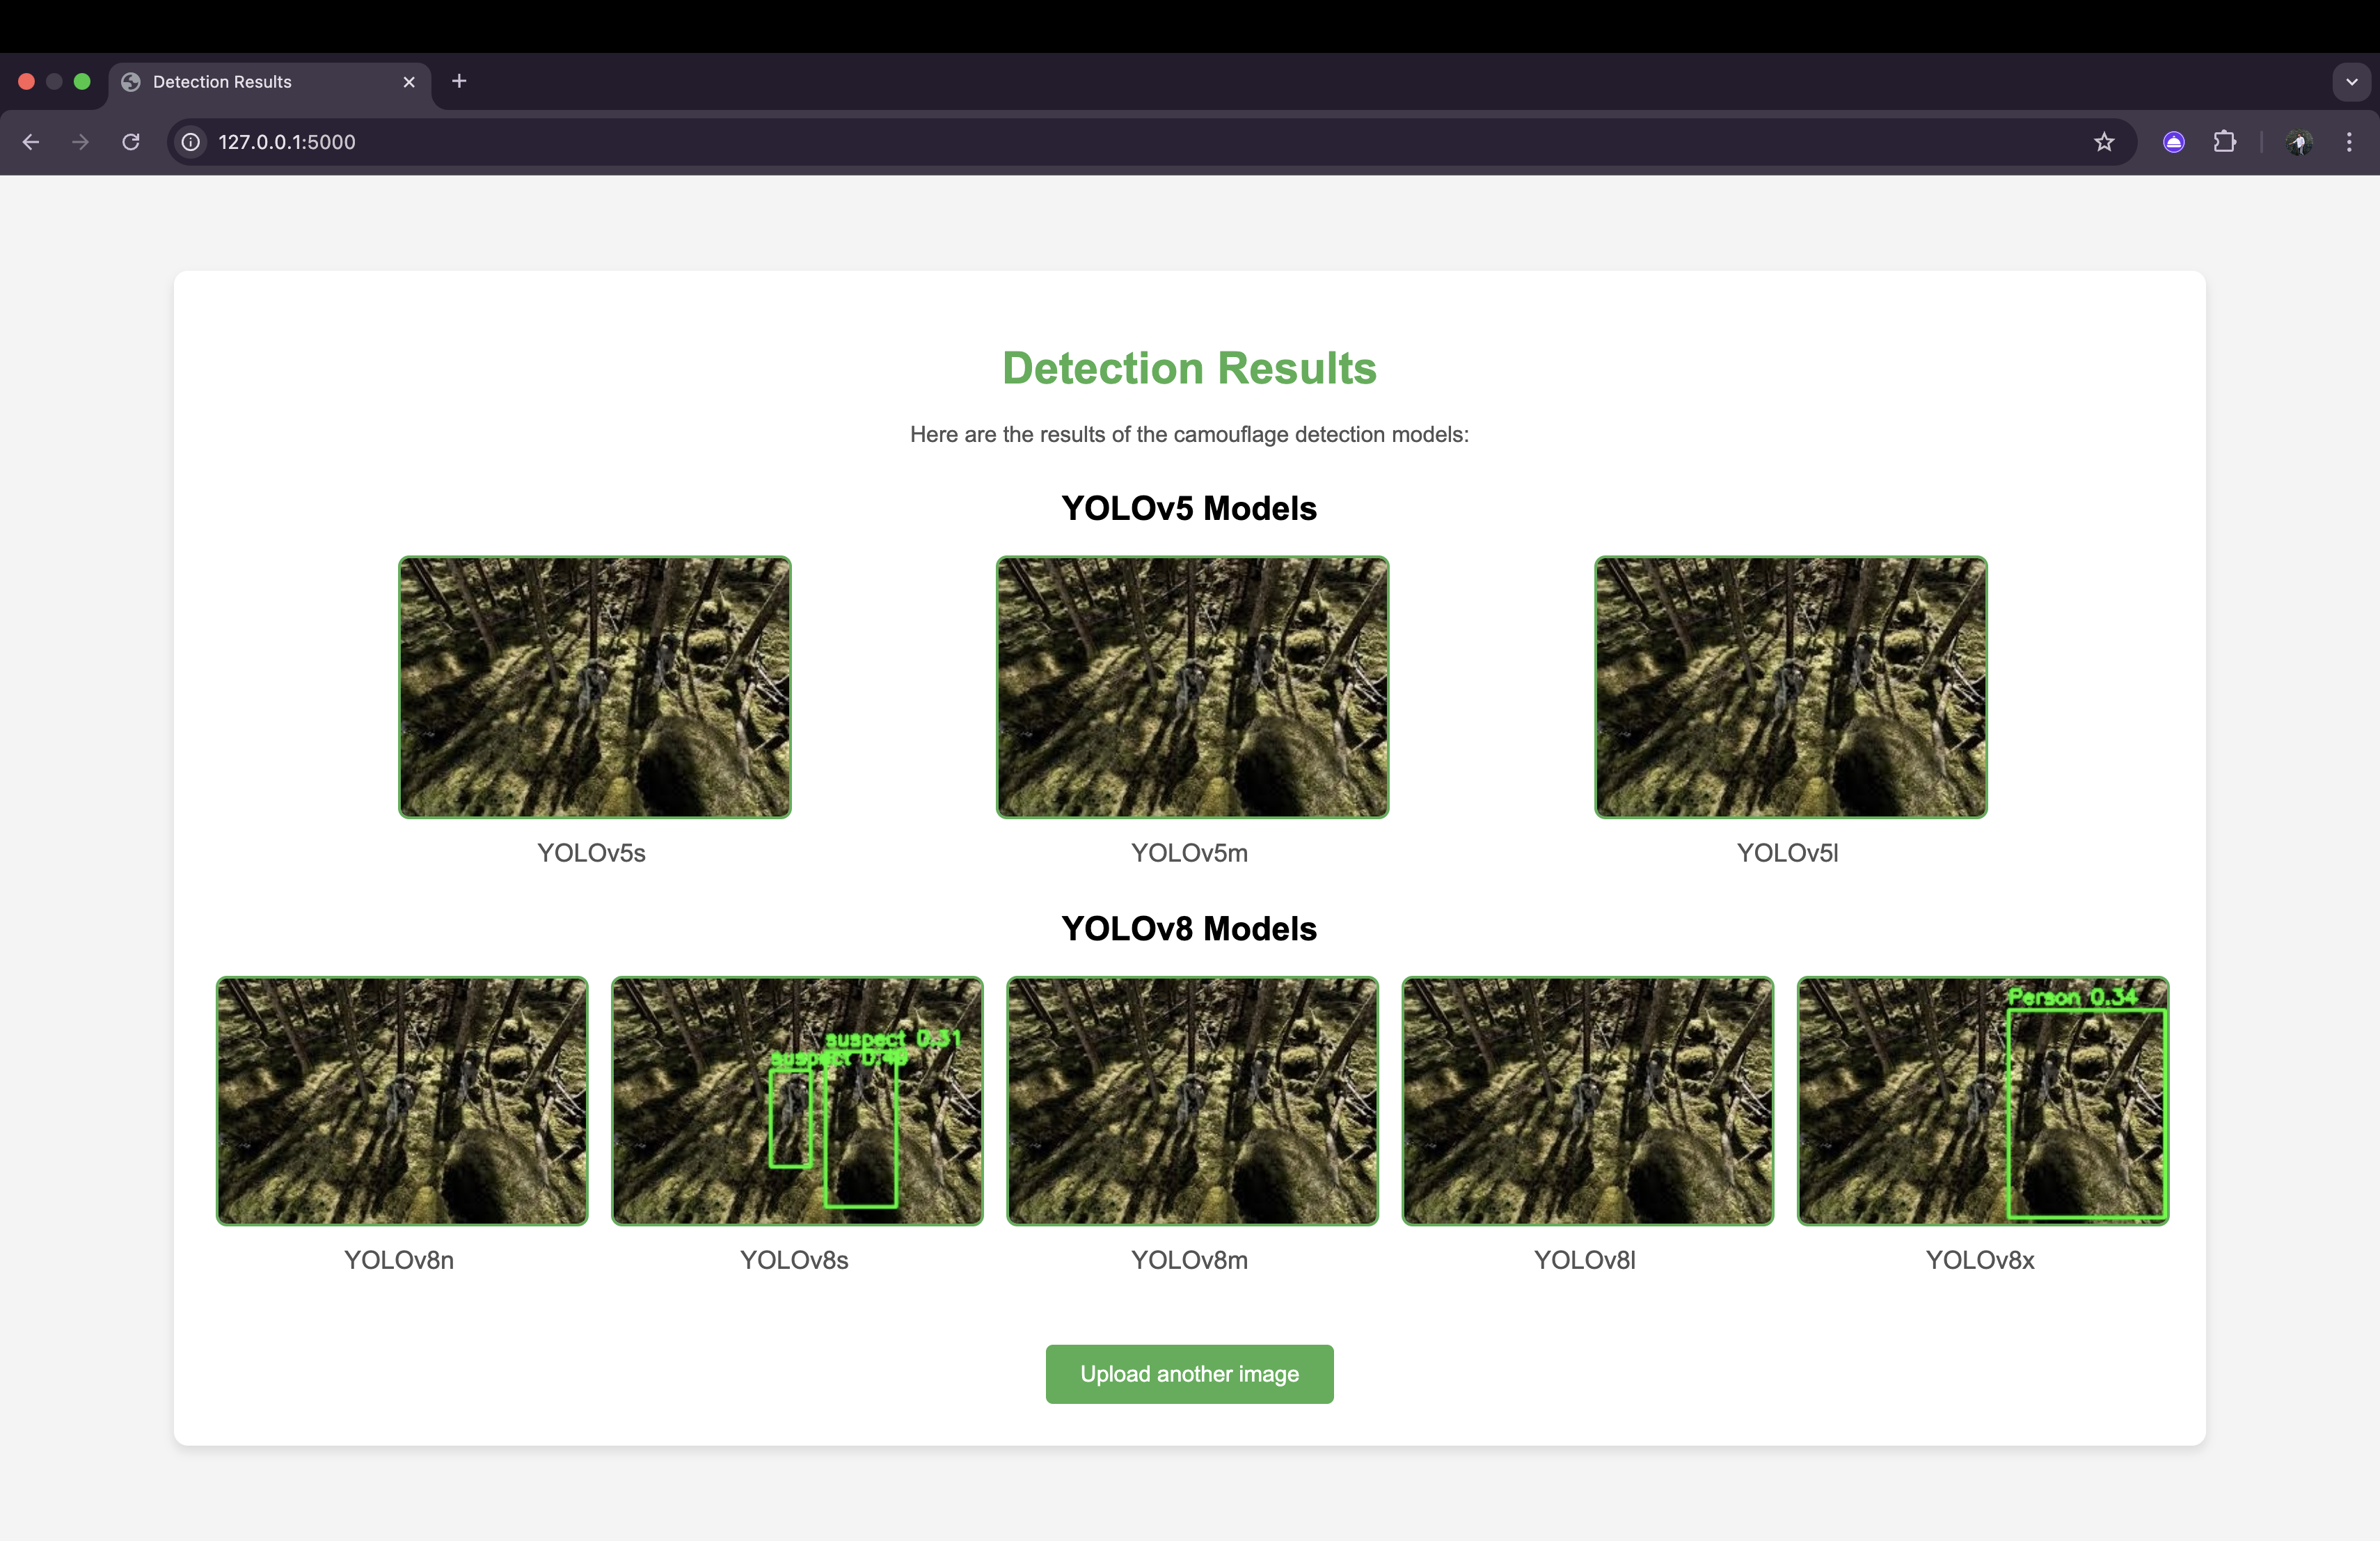 Detection Results
127.0.0.1:5000
Detection Results
Here are the results of the camouflage detection models:
YOLOv5 Models
YOLOv5s
YOLOv5m
YOLOv5l
YOLOv8 Models
suspect 0.31
suspect
Person 0.34
YOLOv8n
YOLOv8s
YOLOv8m
YOLOv8l
YOLOv8x
Upload another image